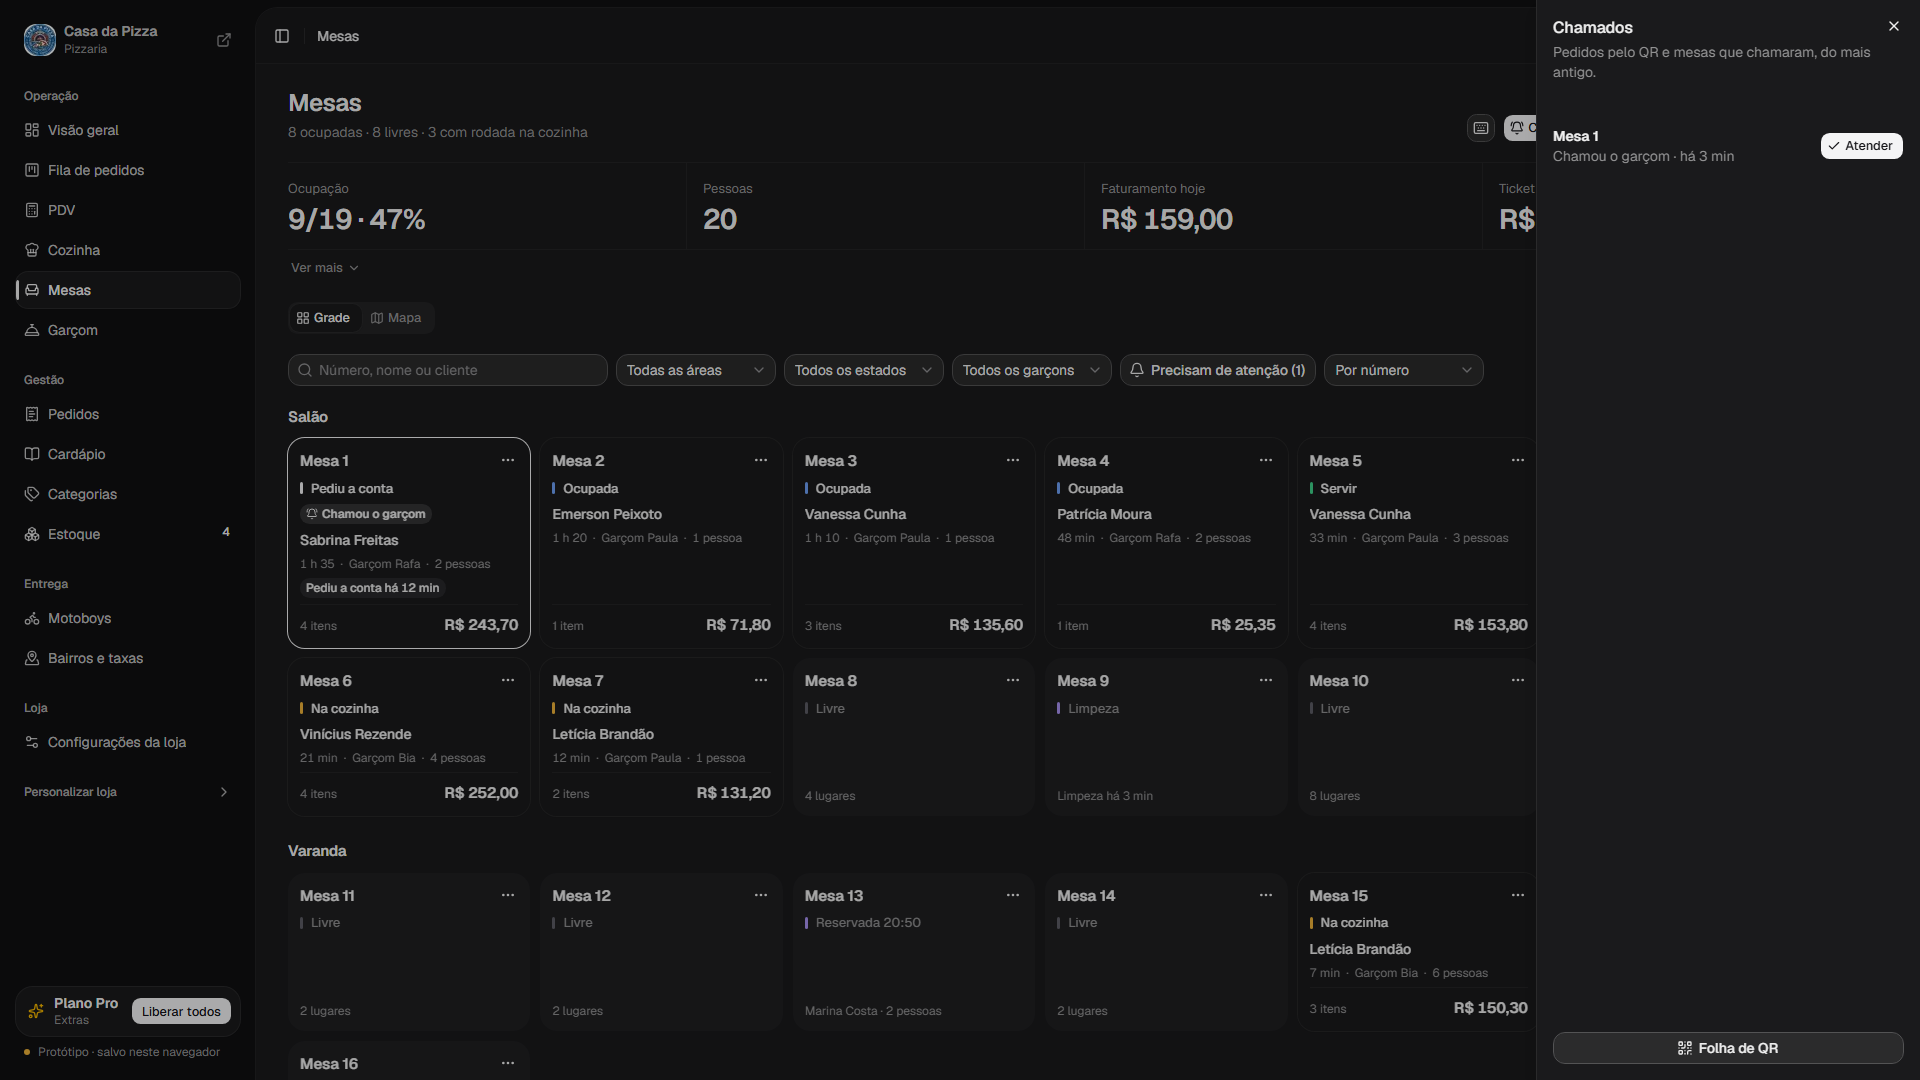 Casa da Pizza
Pizzaria
Operação
Visão geral
Fila de pedidos
PDV
Cozinha
Mesas
Garçom
Gestão
Pedidos
Cardápio
Categorias
Estoque
4
Entrega
Motoboys
Bairros e taxas
Loja
Configurações da loja
Personalizar loja
Plano Pro
Extras
Liberar todos
Protótipo · salvo neste navegador
Mesas
Mesas
8 ocupadas · 8 livres · 3 com rodada na cozinha
Ocupação
9/19 · 47%
Pessoas
20
Faturamento hoje
R$ 159,00
Ticket
R$
Ver mais
Grade
Mapa
Número, nome ou cliente
Todas as áreas
Todos os estados
Todos os garçons
Precisam de atenção (1)
Por número
Salão
Mesa 1
Pediu a conta
Chamou o garçom
Sabrina Freitas
1 h 35 · Garçom Rafa · 2 pessoas
Pediu a conta há 12 min
4 itens
R$ 243,70
Mesa 2
Ocupada
Emerson Peixoto
1 h 20 · Garçom Paula · 1 pessoa
1 item
R$ 71,80
Mesa 3
Ocupada
Vanessa Cunha
1 h 10 · Garçom Paula · 1 pessoa
3 itens
R$ 135,60
Mesa 4
Ocupada
Patrícia Moura
48 min · Garçom Rafa · 2 pessoas
1 item
R$ 25,35
Mesa 5
Servir
Vanessa Cunha
33 min · Garçom Paula · 3 pessoas
4 itens
R$ 153,80
Mesa 6
Na cozinha
Vinícius Rezende
21 min · Garçom Bia · 4 pessoas
4 itens
R$ 252,00
Mesa 7
Na cozinha
Letícia Brandão
12 min · Garçom Paula · 1 pessoa
2 itens
R$ 131,20
Mesa 8
Livre
4 lugares
Mesa 9
Limpeza
Limpeza há 3 min
Mesa 10
Livre
8 lugares
Varanda
Mesa 11
Livre
2 lugares
Mesa 12
Livre
2 lugares
Mesa 13
Reservada 20:50
Marina Costa · 2 pessoas
Mesa 14
Livre
2 lugares
Mesa 15
Na cozinha
Letícia Brandão
7 min · Garçom Bia · 6 pessoas
3 itens
R$ 150,30
Mesa 16
Chamados
Pedidos pelo QR e mesas que chamaram, do mais
antigo.
Mesa 1
Chamou o garçom · há 3 min
Atender
Folha de QR